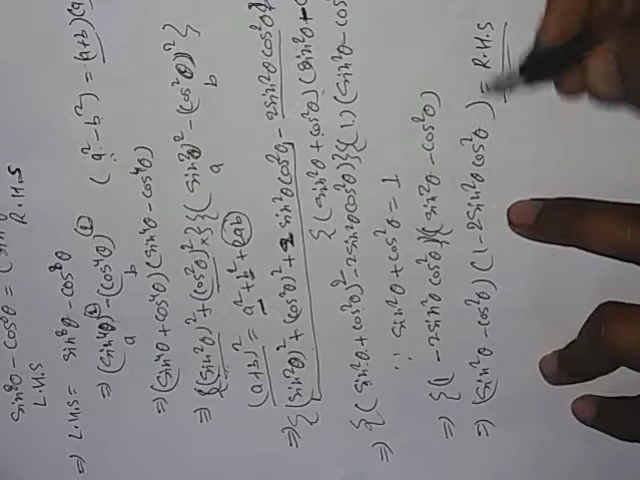 sin⁸θ - cos⁸θ = (sin
L.H.S R.H.S
⇒ L.H.S = sin⁸θ - cos⁸θ
⇒ (sin⁴θ)² - (cos⁴θ)² (a² - b²) = (a+b)(a
a b
⇒ (sin⁴θ + cos⁴θ)(sin⁴θ - cos⁴θ)
⇒ {(sin²θ)² + (cos²θ)²}{(sin²θ)² - (cos²θ)²}
a b
(a+b)² = a² + b² + 2ab
⇒ {(sin²θ)² + (cos²θ)² + 2 sin²θ cos²θ - 2sin²θ cos²θ}
{(sin²θ + cos²θ)(sin²θ - cos
⇒ {(sin²θ + cos²θ)² - 2sin²θ cos²θ}{(1)(sin²θ - cos
∵ sin²θ + cos²θ = 1
⇒ {(1 - 2sin²θ cos²θ}(sin²θ - cos²θ)
⇒ (sin²θ - cos²θ)(1 - 2sin²θ cos²θ) = R.H.S